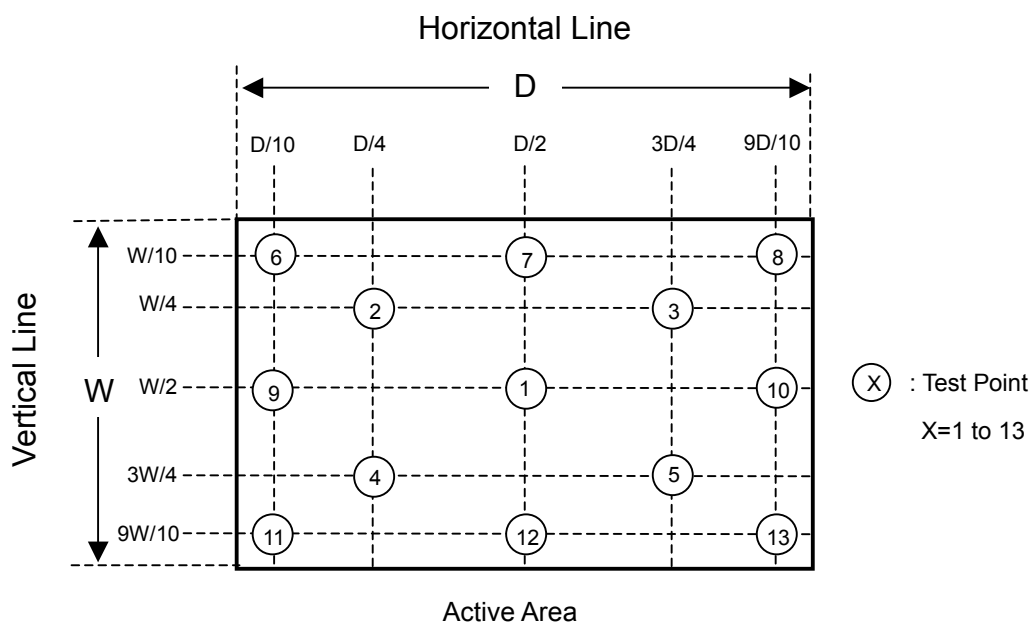 Horizontal Line
D
D/10 D/4 D/2 3D/4 9D/10
W/10 6 7 8
W/4 2 3
Vertical Line
W
W/2 9 1 10
X : Test Point
X=1 to 13
3W/4 4 5
9W/10 11 12 13
Active Area